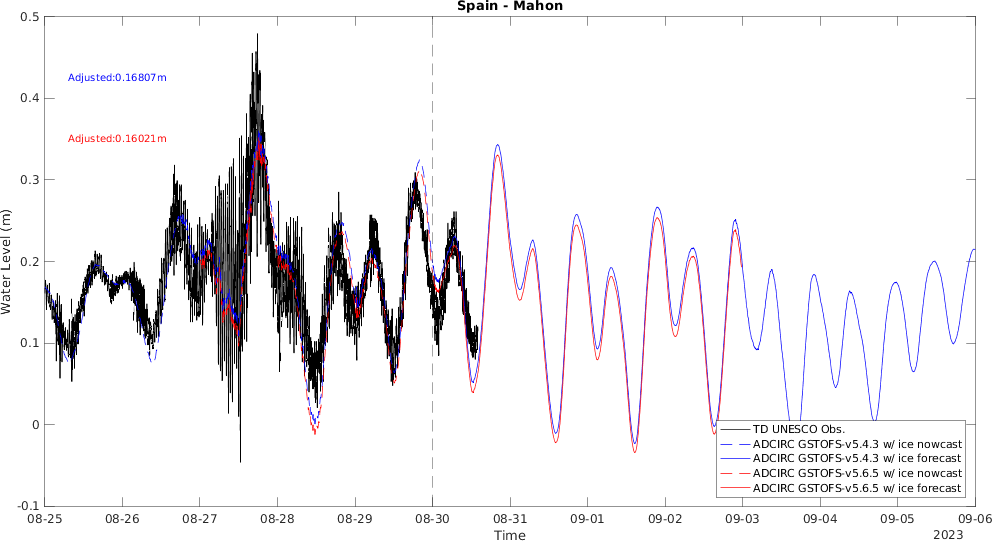 Spain - Mahon
0.5
0.4
0.3
0.2
0.1
0
-0.1
Water Level (m)
Adjusted:0.16807m
Adjusted:0.16021m
TD UNESCO Obs.
ADCIRC GSTOFS-v5.4.3 w/ ice nowcast
ADCIRC GSTOFS-v5.4.3 w/ ice forecast
ADCIRC GSTOFS-v5.6.5 w/ ice nowcast
ADCIRC GSTOFS-v5.6.5 w/ ice forecast
08-25 08-26 08-27 08-28 08-29 08-30 08-31 09-01 09-02 09-03 09-04 09-05 09-06
Time
2023